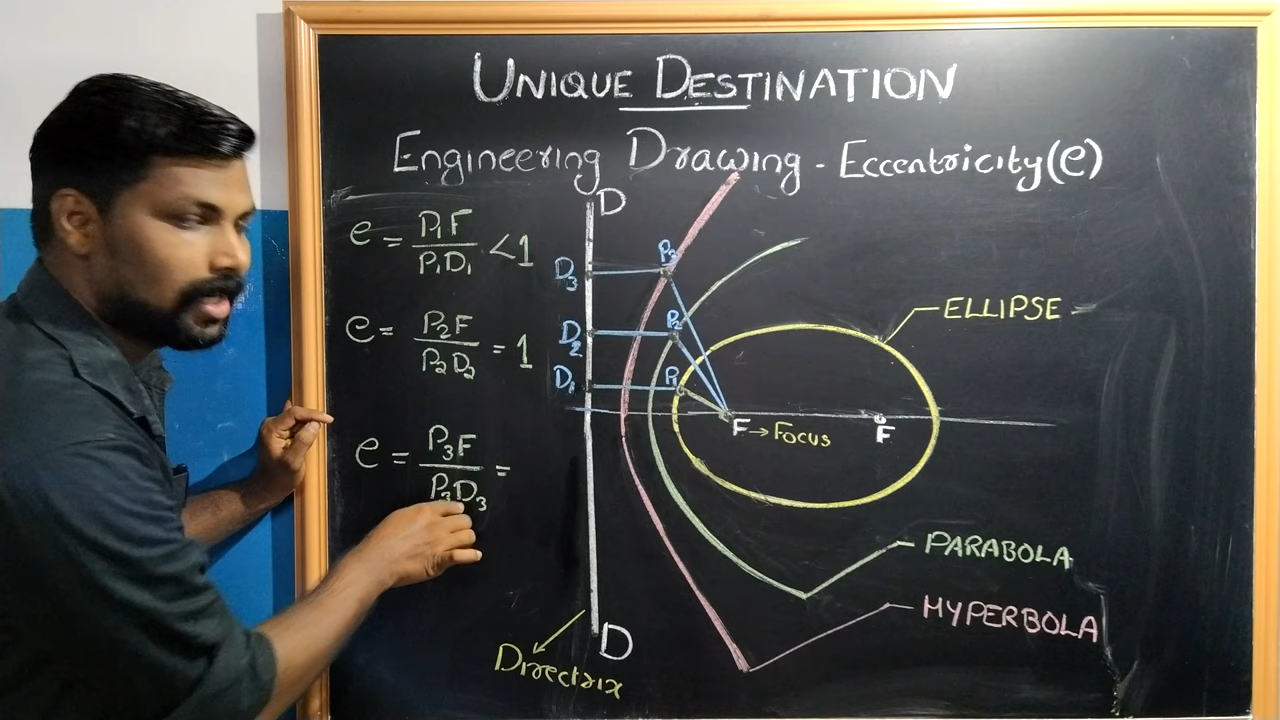 UNIQUE DESTINATION
Engineering Drawing - Eccentricity(e)
e = P1F / P1D1 < 1
e = P2F / P2D2 = 1
e = P3F / P3D3 =
D
D3
P3
D2
P2
D1
P1
F → Focus
F
ELLIPSE
PARABOLA
HYPERBOLA
D
Directrix